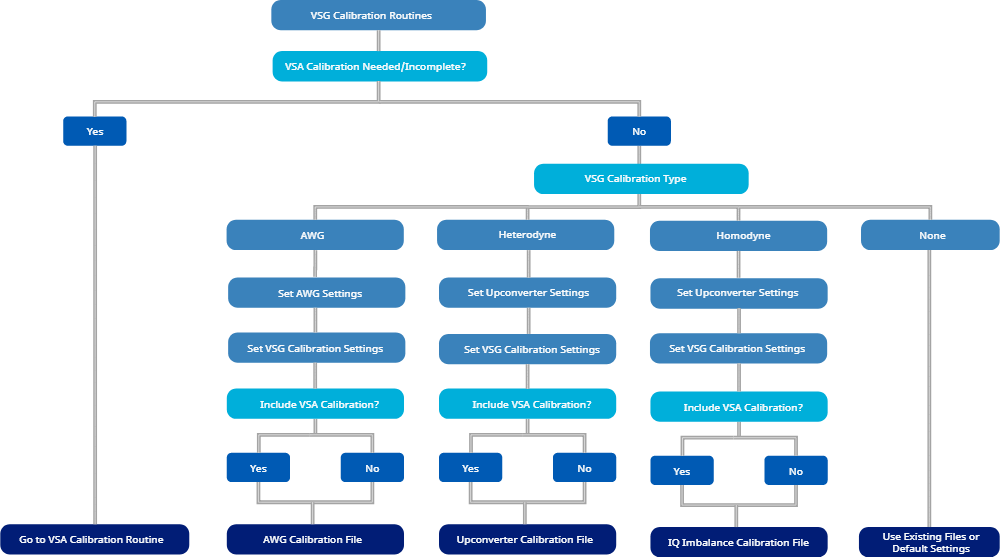 VSG Calibration Routines
VSA Calibration Needed/Incomplete?
Yes
No
VSG Calibration Type
AWG
Heterodyne
Homodyne
None
Set AWG Settings
Set Upconverter Settings
Set Upconverter Settings
Set VSG Calibration Settings
Set VSG Calibration Settings
Set VSG Calibration Settings
Include VSA Calibration?
Include VSA Calibration?
Include VSA Calibration?
Yes
No
Yes
No
Yes
No
Go to VSA Calibration Routine
AWG Calibration File
Upconverter Calibration File
IQ Imbalance Calibration File
Use Existing Files or
Default Settings